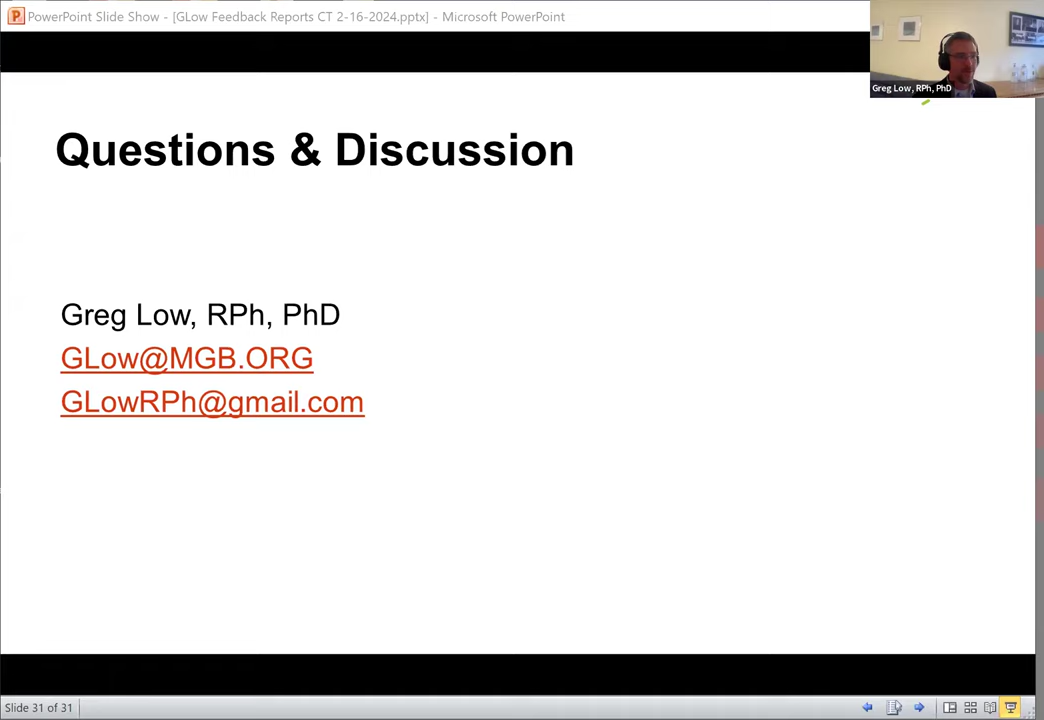 PowerPoint Slide Show - [GLow Feedback Reports CT 2-16-2024.pptx] - Microsoft PowerPoint
Greg Low, RPh, PhD
Questions & Discussion
Greg Low, RPh, PhD
GLow@MGB.ORG
GLowRPh@gmail.com
Slide 31 of 31